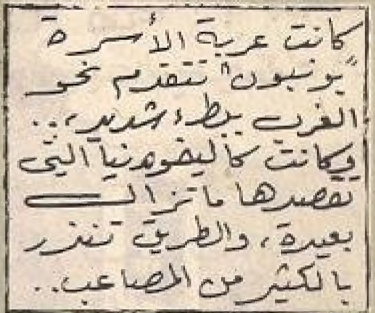 كانت عربة الأسرة
"يونيون" تتقدم نحو
الغرب ببطء شديد،..
وكانت كاليفورنيا التي
تقصدها ما تزال
بعيدة، والطريق تنذر
بالكثير من المصاعب..